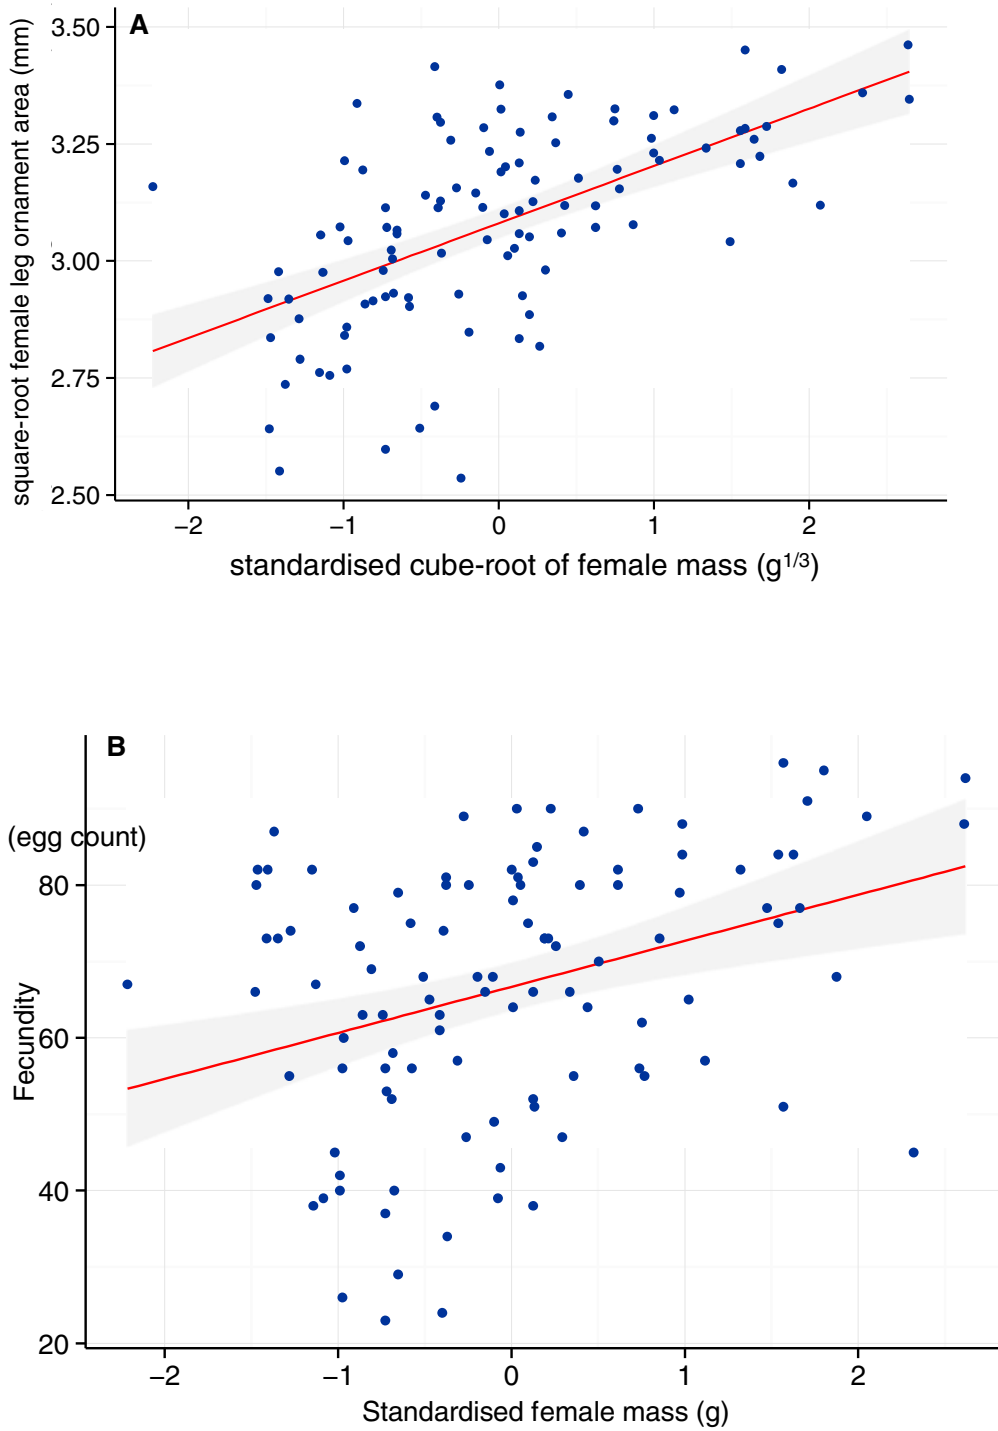 A
square-root female leg ornament area (mm)
3.50
3.25
3.00
2.75
2.50
−2 −1 0 1 2
standardised cube-root of female mass (g1/3)
B
(egg count)
Fecundity
80
60
40
20
−2 −1 0 1 2
Standardised female mass (g)